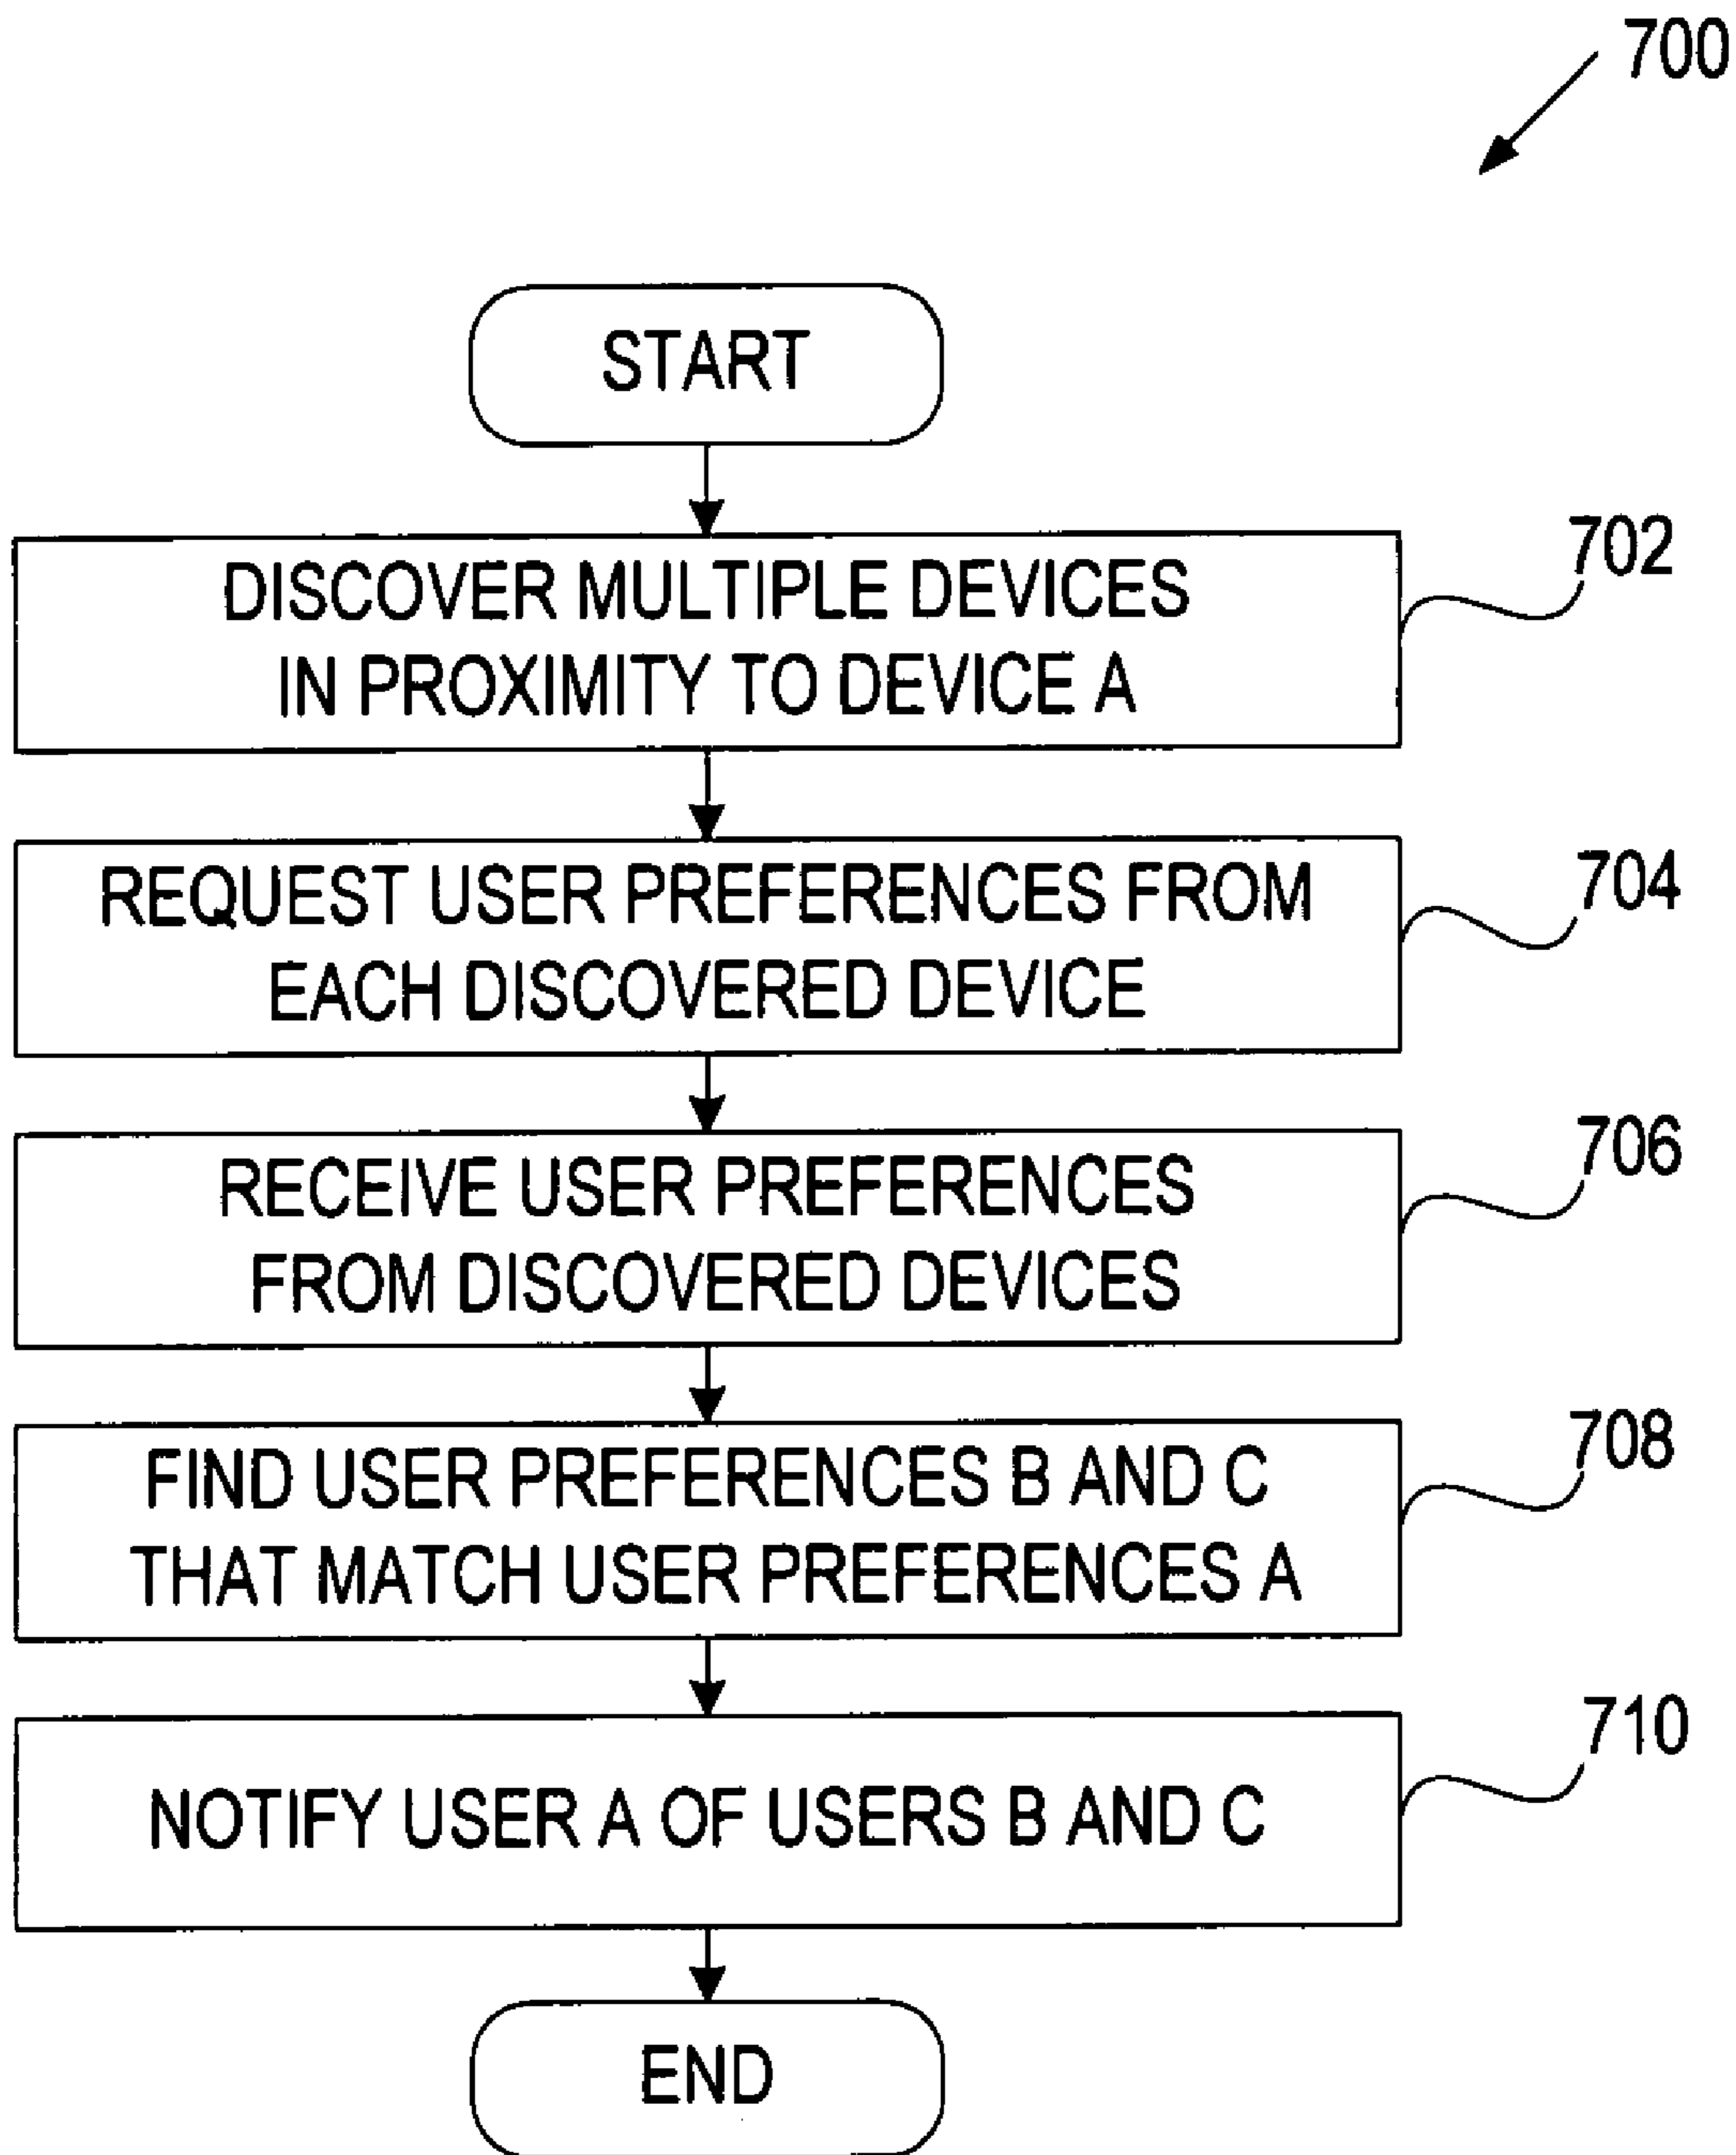 700
START
DISCOVER MULTIPLE DEVICES
IN PROXIMITY TO DEVICE A
702
REQUEST USER PREFERENCES FROM
EACH DISCOVERED DEVICE
704
RECEIVE USER PREFERENCES
FROM DISCOVERED DEVICES
706
FIND USER PREFERENCES B AND C
THAT MATCH USER PREFERENCES A
708
NOTIFY USER A OF USERS B AND C
710
END